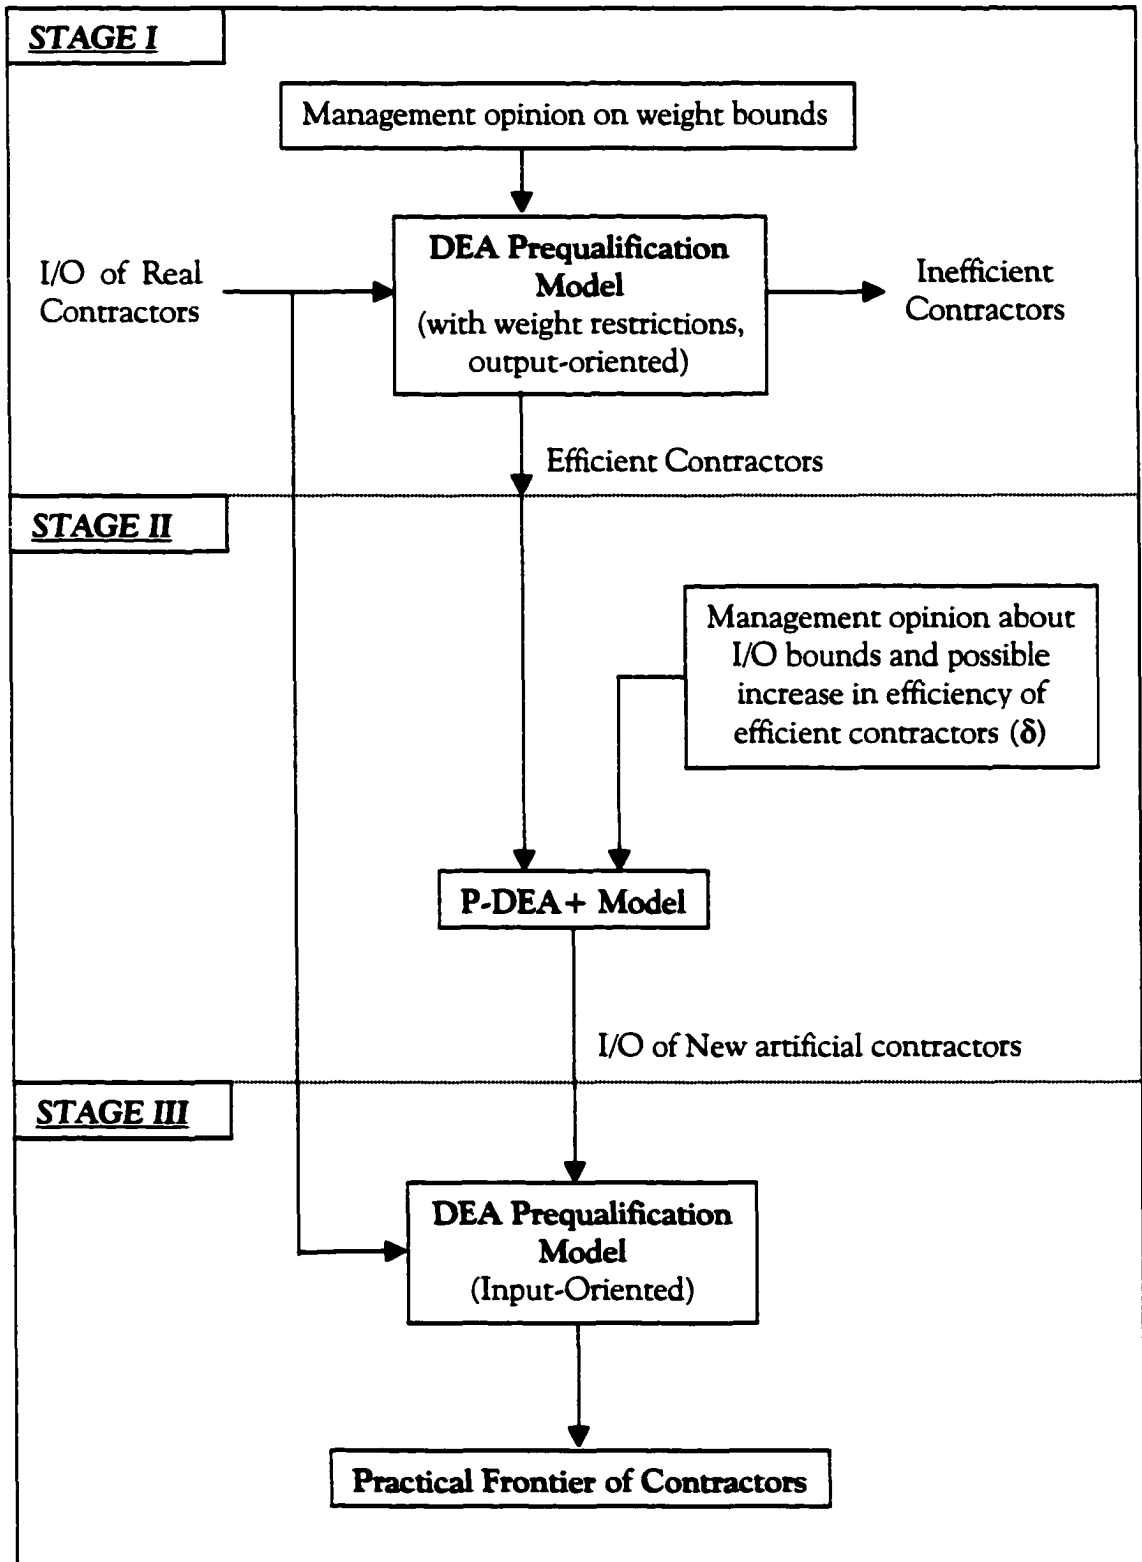 STAGE I
Management opinion on weight bounds
I/O of Real
Contractors
DEA Prequalification
Model
(with weight restrictions,
output-oriented)
Inefficient
Contractors
Efficient Contractors
STAGE II
Management opinion about
I/O bounds and possible
increase in efficiency of
efficient contractors (δ)
P-DEA+ Model
I/O of New artificial contractors
STAGE III
DEA Prequalification
Model
(Input-Oriented)
Practical Frontier of Contractors